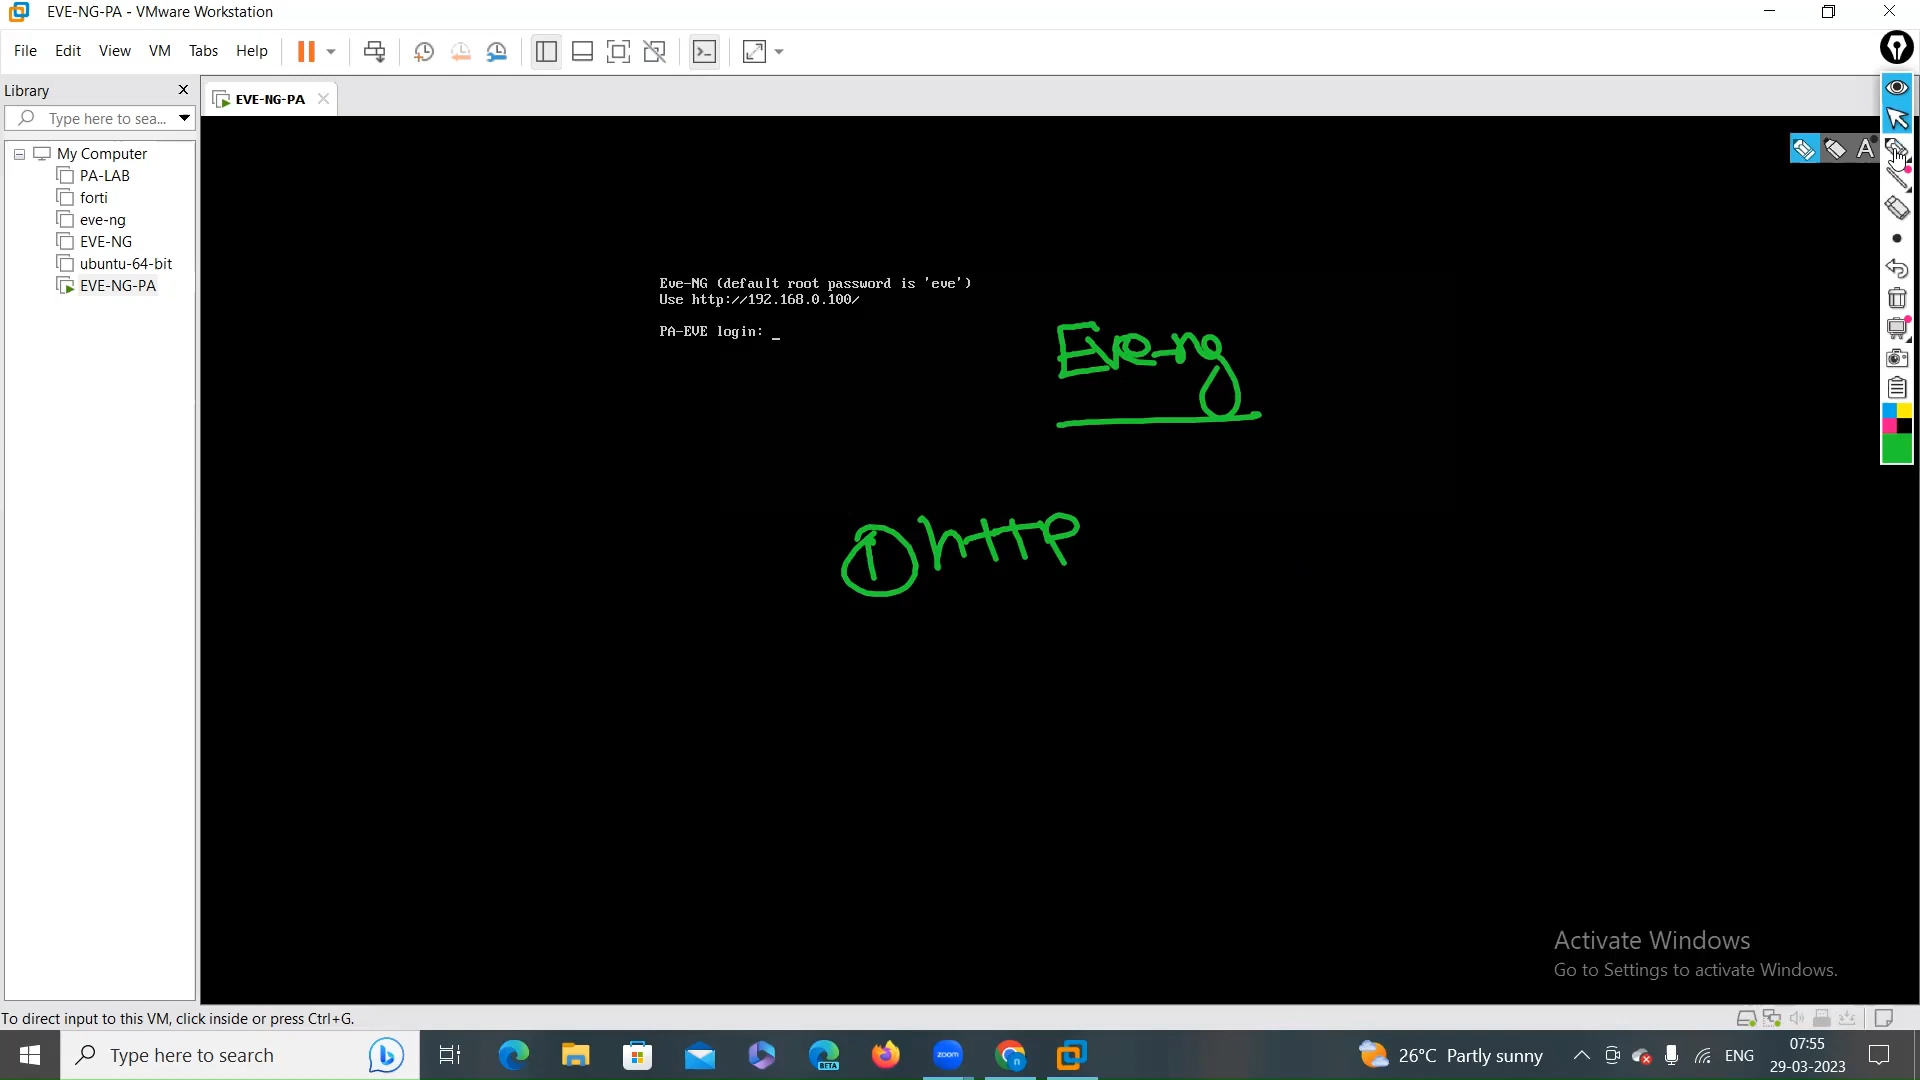 EVE-NG-PA - VMware Workstation
File Edit View VM Tabs Help
Library
EVE-NG-PA
Type here to sea...
My Computer
PA-LAB
forti
eve-ng
EVE-NG
ubuntu-64-bit
EVE-NG-PA
A
Eve-NG (default root password is 'eve')
Use http://192.168.0.100/
PA-EVE login: _
Eve-ng
1 http
Activate Windows
Go to Settings to activate Windows.
To direct input to this VM, click inside or press Ctrl+G.
Type here to search
BETA
zoom
n
26°C Partly sunny
ENG
07:55
29-03-2023